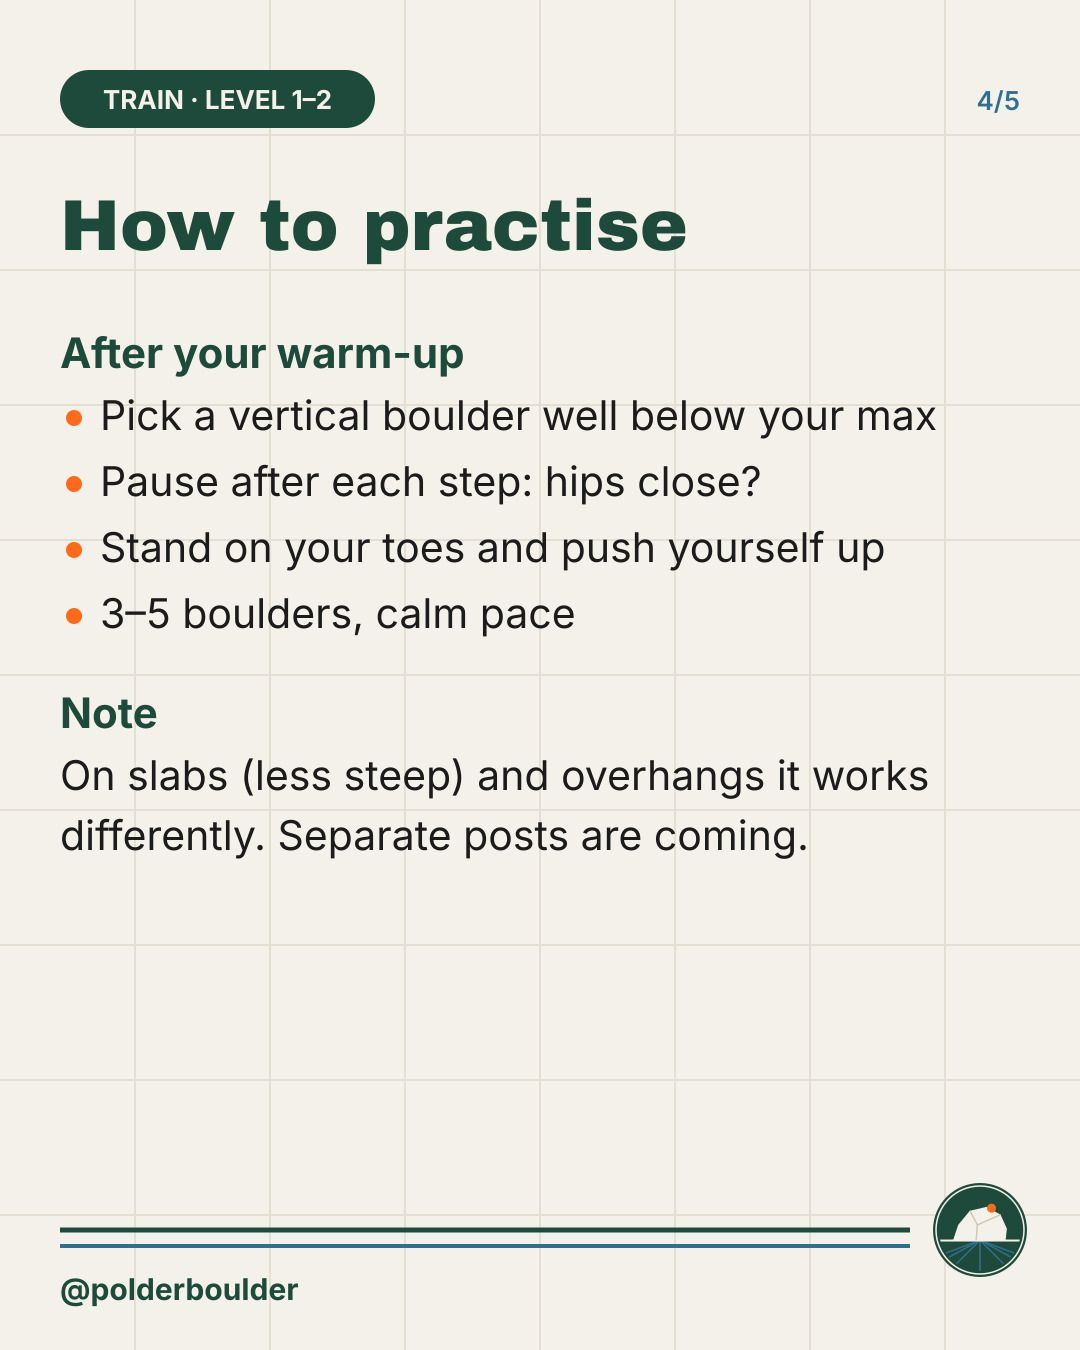 TRAIN · LEVEL 1–2
4/5
How to practise
After your warm-up
• Pick a vertical boulder well below your max
• Pause after each step: hips close?
• Stand on your toes and push yourself up
• 3–5 boulders, calm pace
Note
On slabs (less steep) and overhangs it works
differently. Separate posts are coming.
@polderboulder